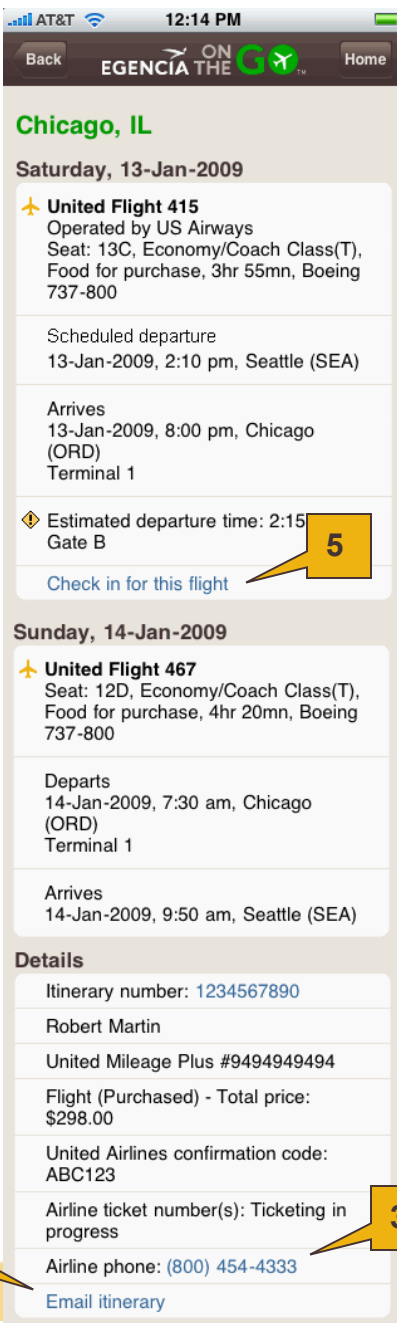 AT&T 12:14 PM
Back EGENCIA ON THE GO ™ Home
Chicago, IL
Saturday, 13-Jan-2009
United Flight 415
Operated by US Airways
Seat: 13C, Economy/Coach Class(T),
Food for purchase, 3hr 55mn, Boeing
737-800
Scheduled departure
13-Jan-2009, 2:10 pm, Seattle (SEA)
Arrives
13-Jan-2009, 8:00 pm, Chicago
(ORD)
Terminal 1
Estimated departure time: 2:15
Gate B
5
Check in for this flight
Sunday, 14-Jan-2009
United Flight 467
Seat: 12D, Economy/Coach Class(T),
Food for purchase, 4hr 20mn, Boeing
737-800
Departs
14-Jan-2009, 7:30 am, Chicago
(ORD)
Terminal 1
Arrives
14-Jan-2009, 9:50 am, Seattle (SEA)
Details
Itinerary number: 1234567890
Robert Martin
United Mileage Plus #9494949494
Flight (Purchased) - Total price:
$298.00
United Airlines confirmation code:
ABC123
Airline ticket number(s): Ticketing in
progress
Airline phone: (800) 454-4333
Email itinerary